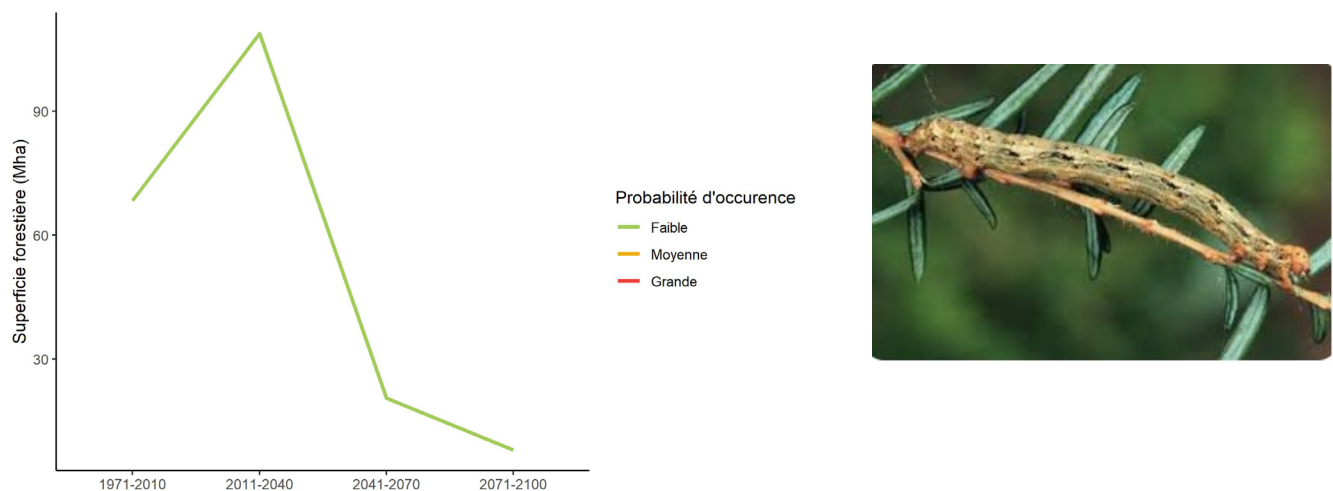 Superficie forestière (Mha)
90
60
30
1971-2010
2011-2040
2041-2070
2071-2100
Probabilité d'occurence
Faible
Moyenne
Grande